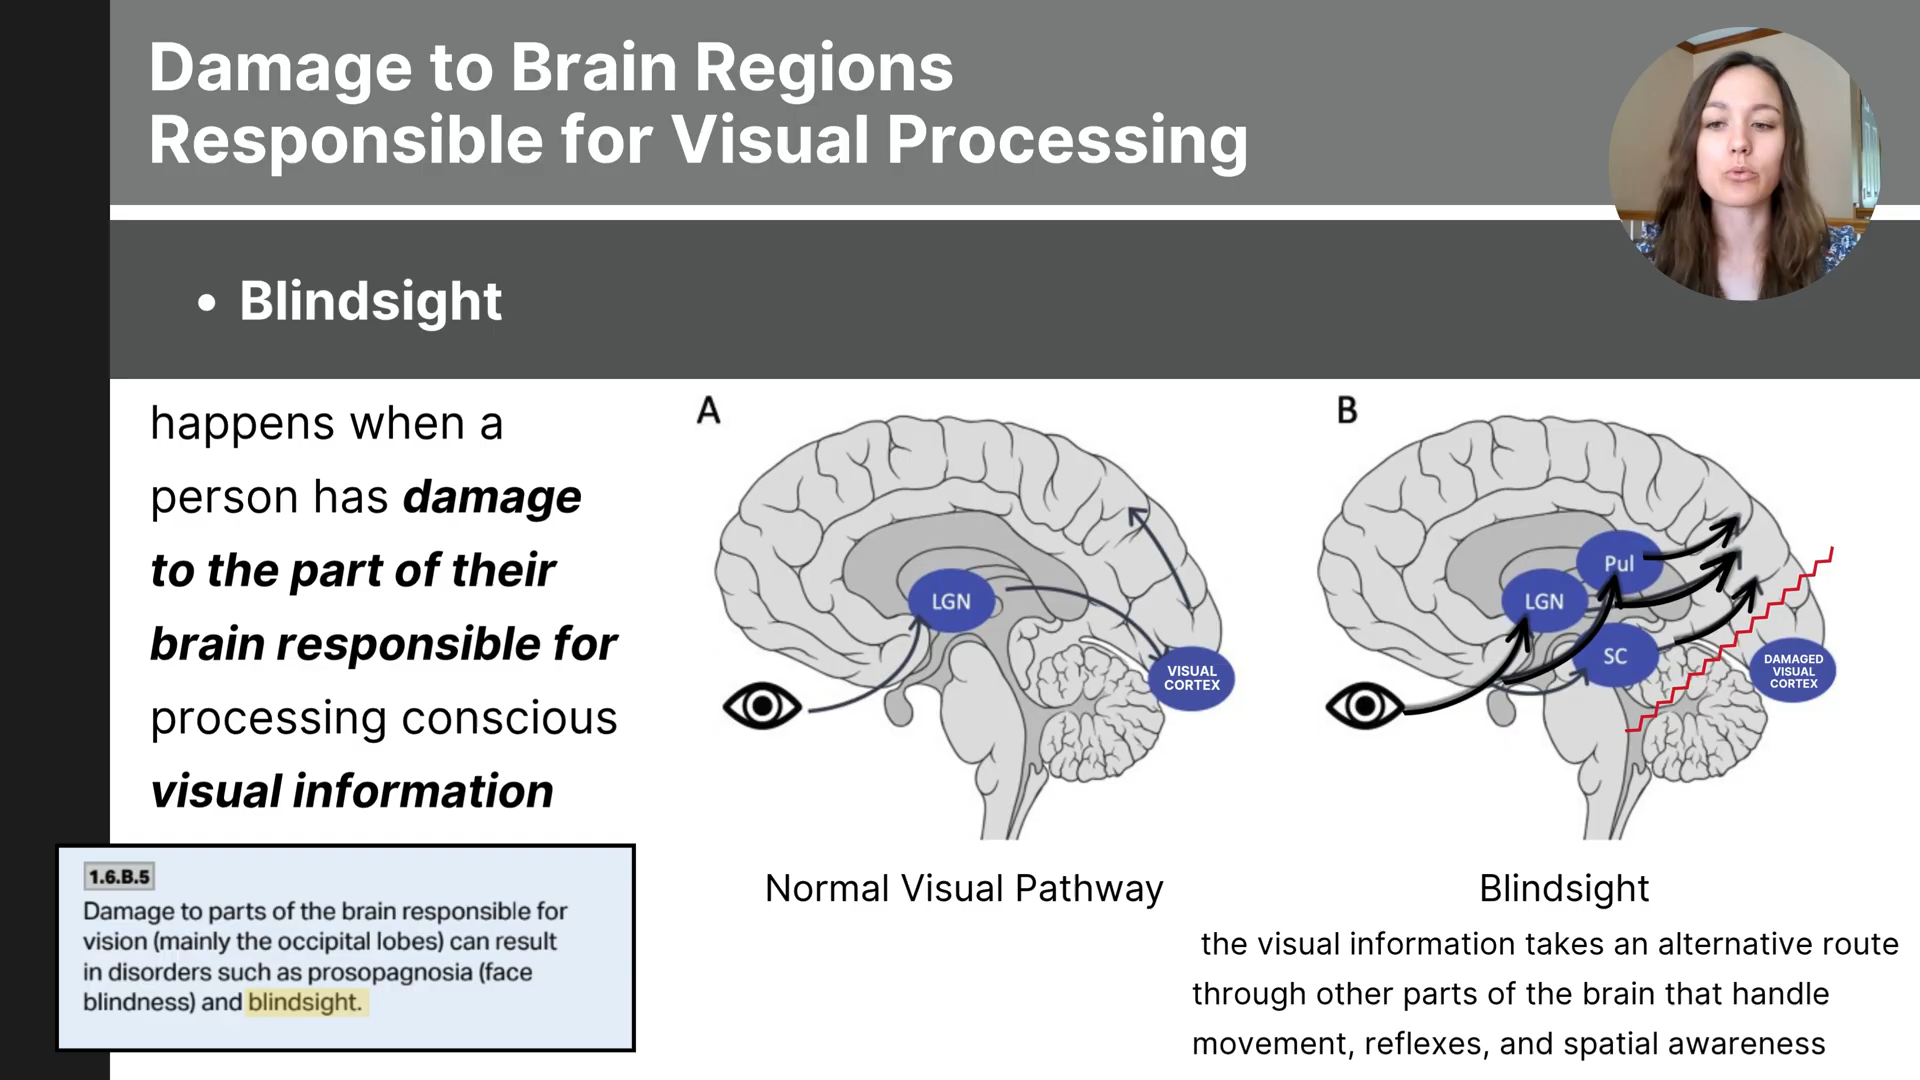 Damage to Brain Regions
Responsible for Visual Processing
• Blindsight
happens when a
person has damage
to the part of their
brain responsible for
processing conscious
visual information
1.6.B.5
Damage to parts of the brain responsible for
vision (mainly the occipital lobes) can result
in disorders such as prosopagnosia (face
blindness) and blindsight.
A
LGN
VISUAL
CORTEX
Normal Visual Pathway
B
Pul
LGN
SC
DAMAGED
VISUAL
CORTEX
Blindsight
the visual information takes an alternative route
through other parts of the brain that handle
movement, reflexes, and spatial awareness